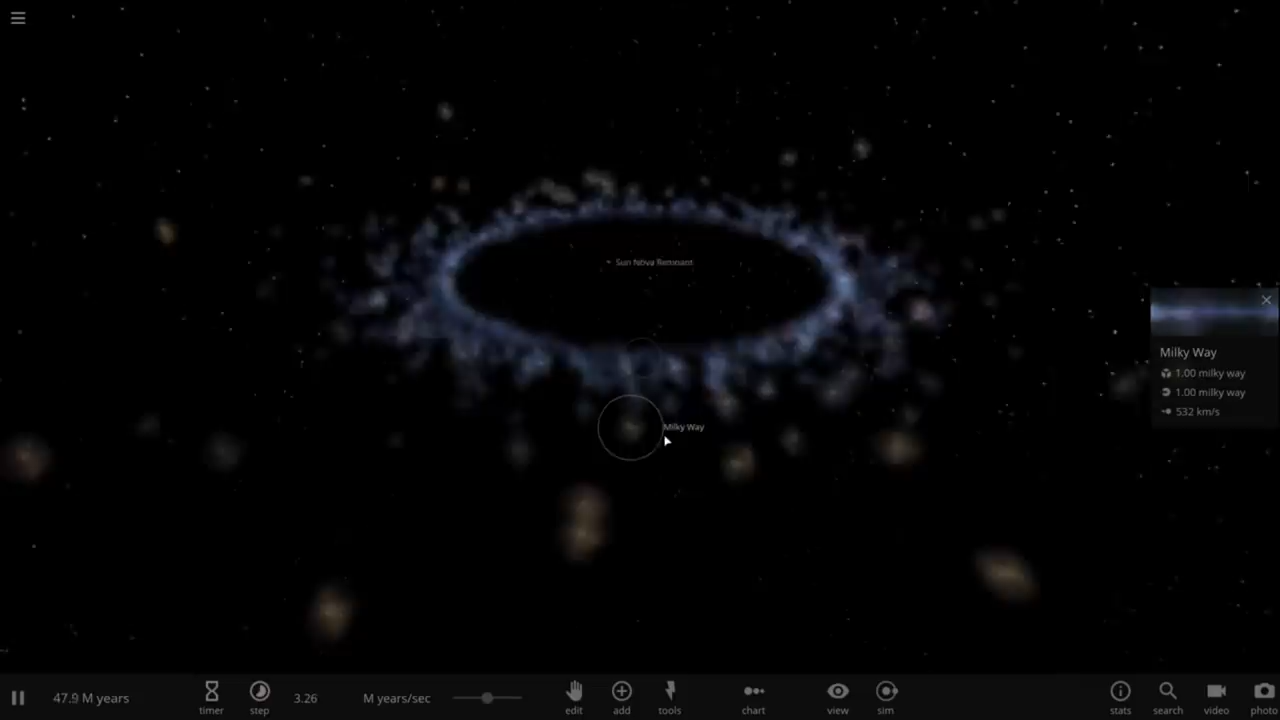 Sun Nova Remnant
Milky Way
Milky Way
1.00 milky way
1.00 milky way
532 km/s
47.9 M years
timer
step
3.26
M years/sec
edit
add
tools
chart
view
sim
stats
search
video
photo